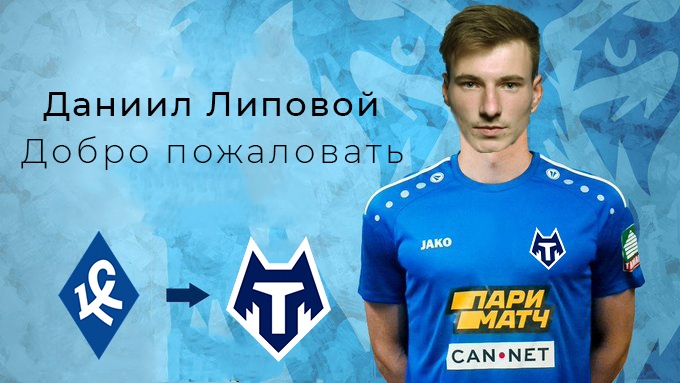 Даниил Липовой
Добро пожаловать
JAKO
ПАРИ
МАТЧ
CAN•NET